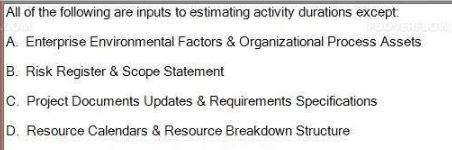 All of the following are inputs to estimating activity durations except:
A. Enterprise Environmental Factors & Organizational Process Assets
B. Risk Register & Scope Statement
C. Project Documents Updates & Requirements Specifications
D. Resource Calendars & Resource Breakdown Structure